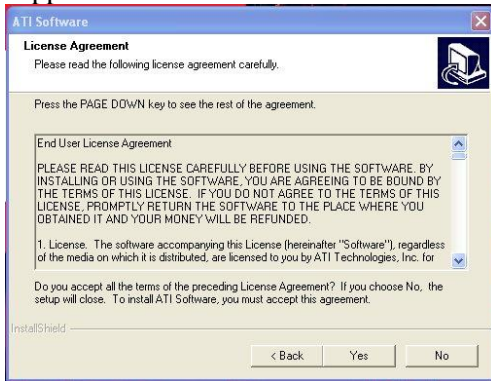 ATI Software
License Agreement
Please read the following license agreement carefully.
Press the PAGE DOWN key to see the rest of the agreement.
End User License Agreement
PLEASE READ THIS LICENSE CAREFULLY BEFORE USING THE SOFTWARE. BY
INSTALLING OR USING THE SOFTWARE, YOU ARE AGREEING TO BE BOUND BY
THE TERMS OF THIS LICENSE. IF YOU DO NOT AGREE TO THE TERMS OF THIS
LICENSE, PROMPTLY RETURN THE SOFTWARE TO THE PLACE WHERE YOU
OBTAINED IT AND YOUR MONEY WILL BE REFUNDED.
1. License. The software accompanying this License (hereinafter "Software"), regardless
of the media on which it is distributed, are licensed to you by ATI Technologies, Inc. for
Do you accept all the terms of the preceding License Agreement? If you choose No, the
setup will close. To install ATI Software, you must accept this agreement.
InstallShield
< Back Yes No